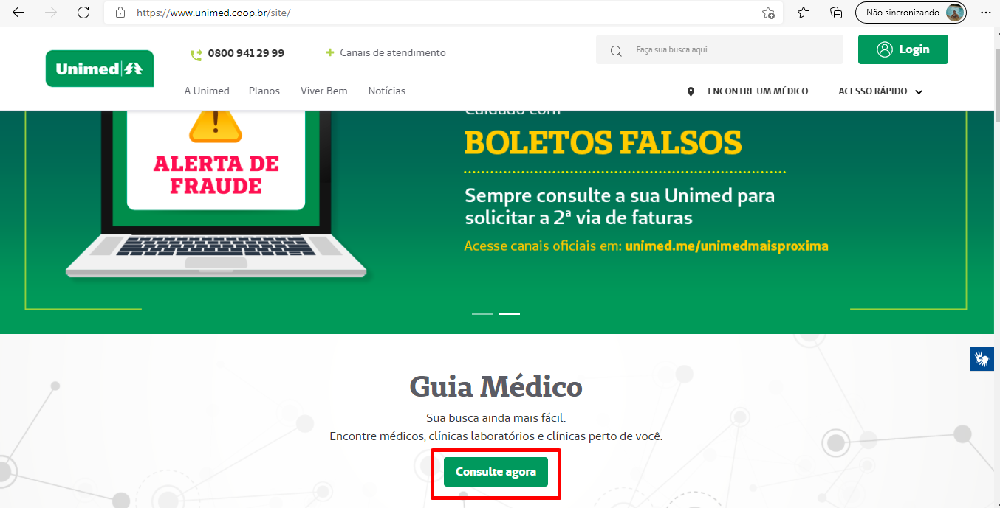 https://www.unimed.coop.br/site/
Não sincronizando
Unimed
0800 941 29 99
Canais de atendimento
Faça sua busca aqui
Login
A Unimed
Planos
Viver Bem
Notícias
ENCONTRE UM MÉDICO
ACESSO RÁPIDO
ALERTA DE
FRAUDE
Cuidado com
BOLETOS FALSOS
Sempre consulte a sua Unimed para
solicitar a 2ª via de faturas
Acesse canais oficiais em: unimed.me/unimedmaisproxima
Guia Médico
Sua busca ainda mais fácil.
Encontre médicos, clínicas laboratórios e clínicas perto de você.
Consulte agora